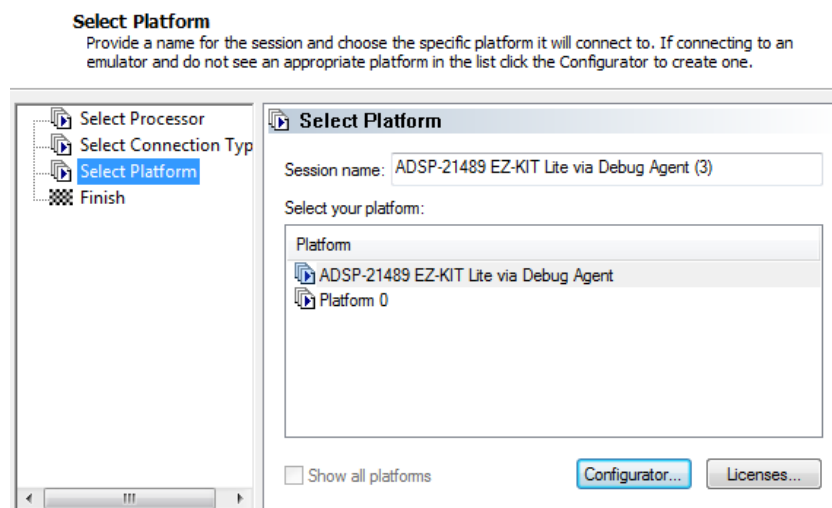 Select Platform
Provide a name for the session and choose the specific platform it will connect to. If connecting to an
emulator and do not see an appropriate platform in the list click the Configurator to create one.
Select Processor
Select Connection Typ
Select Platform
Finish
Select Platform
Session name: ADSP-21489 EZ-KIT Lite via Debug Agent (3)
Select your platform:
Platform
ADSP-21489 EZ-KIT Lite via Debug Agent
Platform 0
Show all platforms
Configurator...
Licenses...